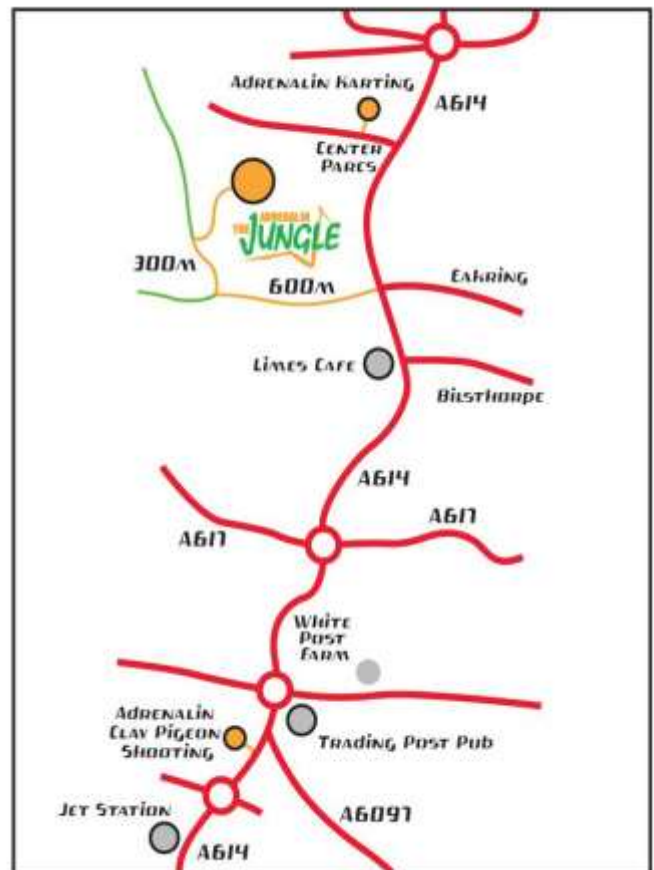 Adrenalin Karting
A614
Center
Parcs
Adrenalin
The
Jungle
300m
600m
Eakring
Limes Cafe
Bilsthorpe
A614
A617
A617
White
Post
Farm
Adrenalin
Clay Pigeon
Shooting
Trading Post Pub
Jet Station
A6097
A614